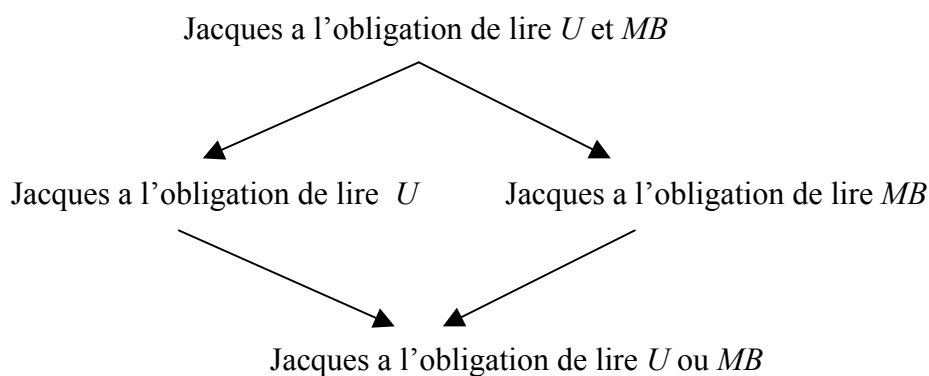 Jacques a l’obligation de lire U et MB
Jacques a l’obligation de lire U
Jacques a l’obligation de lire MB
Jacques a l’obligation de lire U ou MB